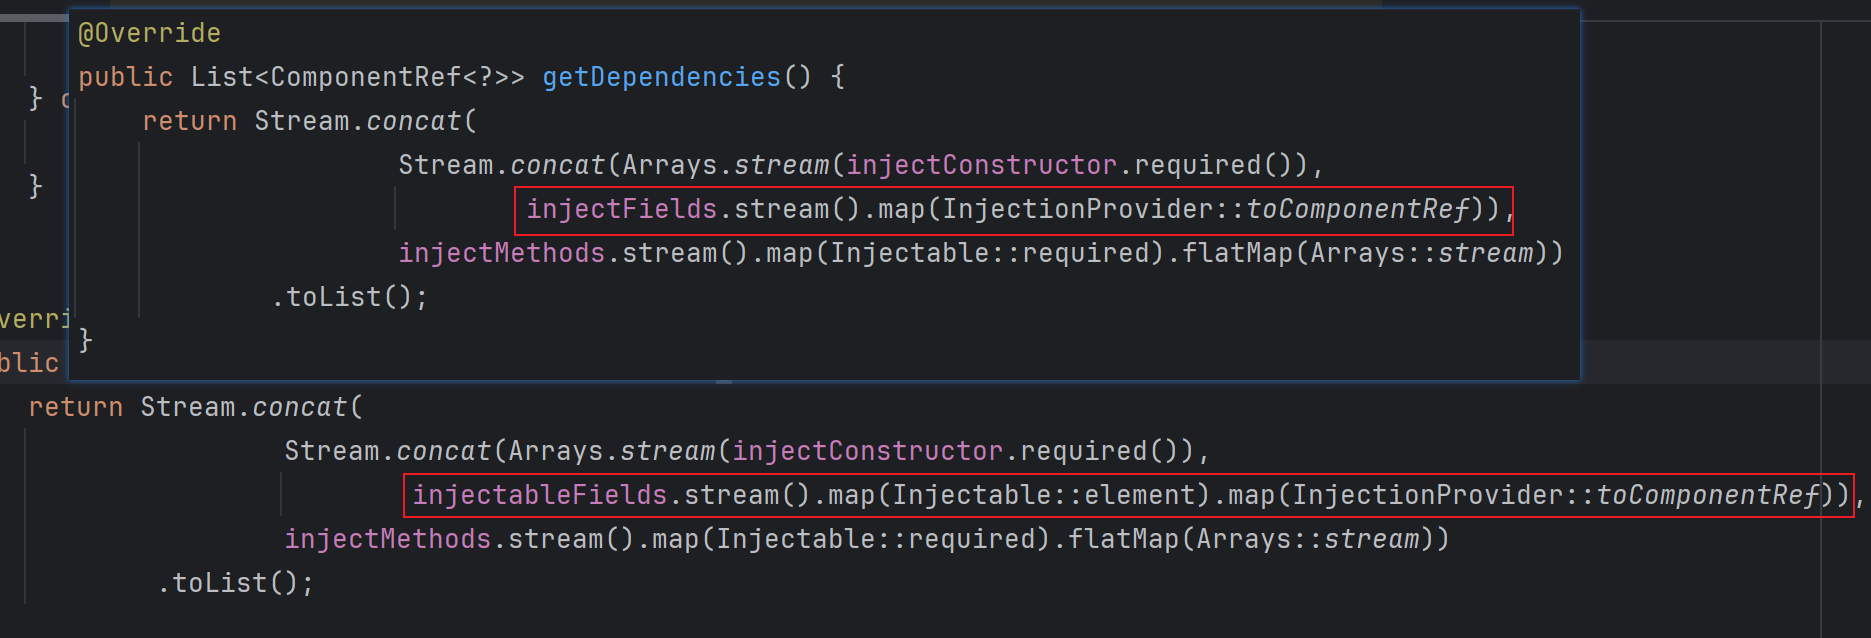 @Override
public List<ComponentRef<?>> getDependencies() {
return Stream.concat(
Stream.concat(Arrays.stream(injectConstructor.required()),
injectFields.stream().map(InjectionProvider::toComponentRef)),
injectMethods.stream().map(Injectable::required).flatMap(Arrays::stream))
.toList();
}
}
}
verri
blic
return Stream.concat(
Stream.concat(Arrays.stream(injectConstructor.required()),
injectableFields.stream().map(Injectable::element).map(InjectionProvider::toComponentRef)),
injectMethods.stream().map(Injectable::required).flatMap(Arrays::stream))
.toList();